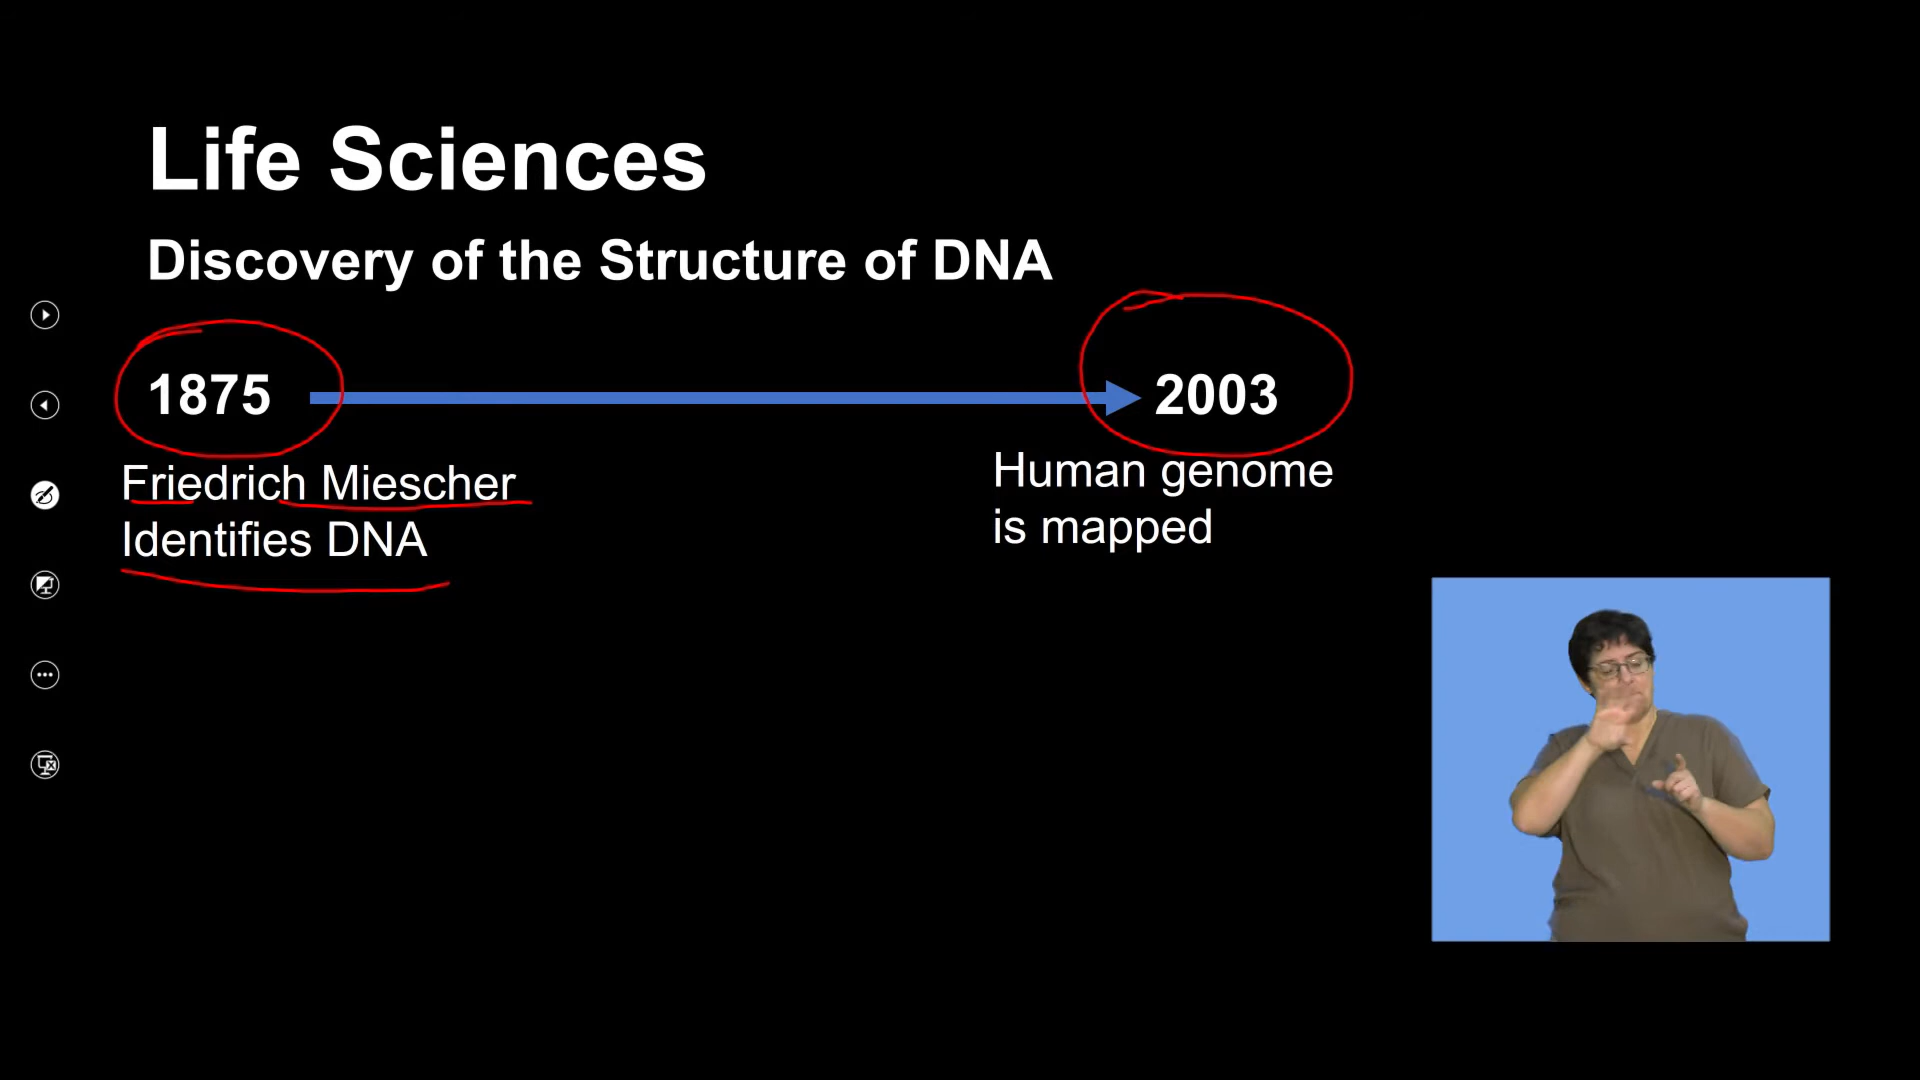 Life Sciences
Discovery of the Structure of DNA
1875
2003
Friedrich Miescher
Identifies DNA
Human genome
is mapped